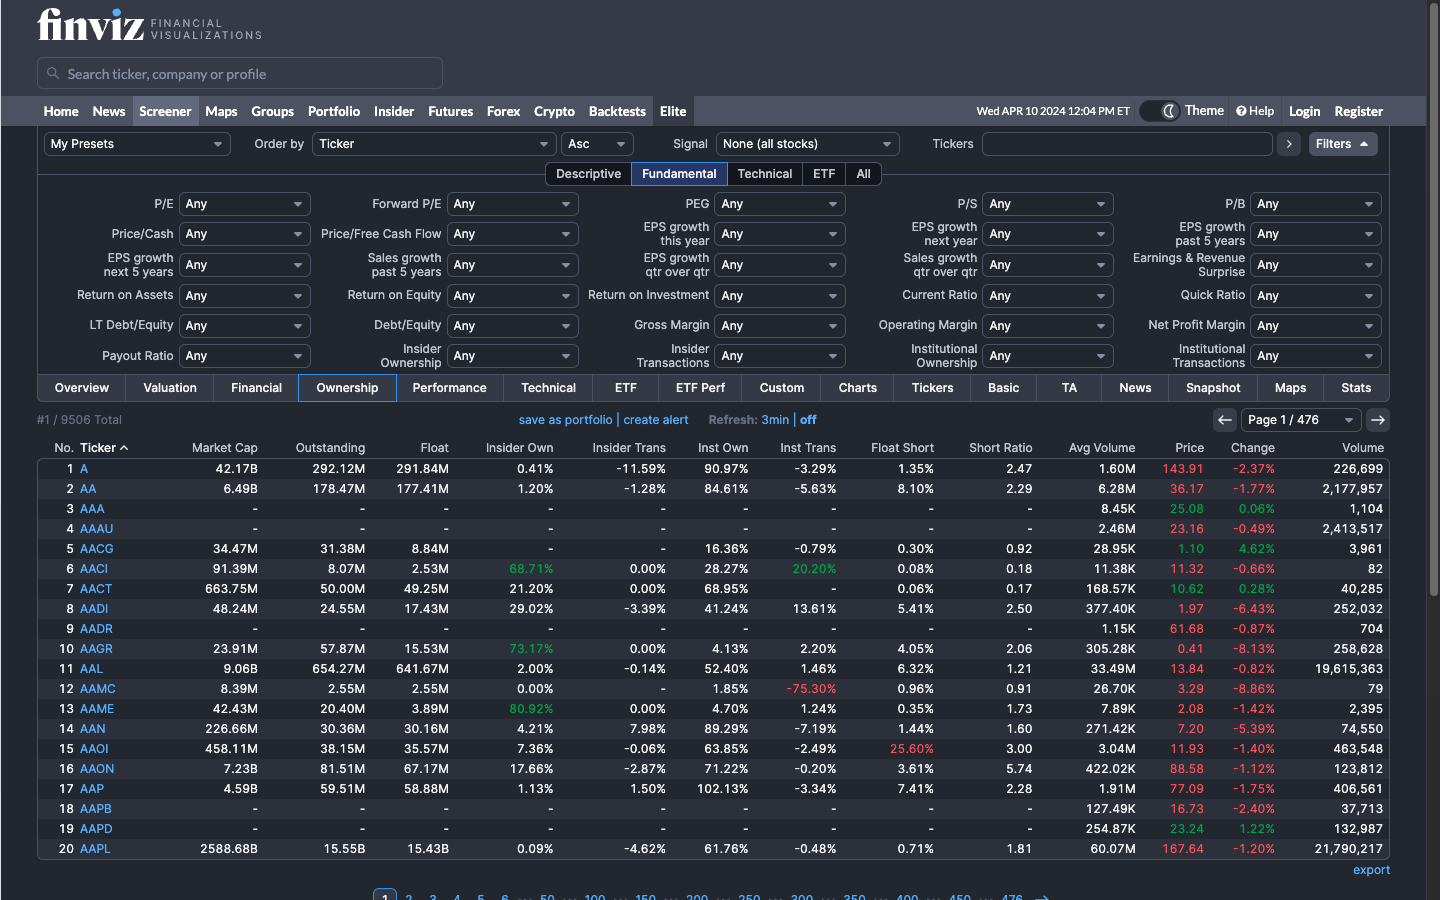 finviz FINANCIAL VISUALIZATIONS
Search ticker, company or profile
Home News Screener Maps Groups Portfolio Insider Futures Forex Crypto Backtests Elite Wed APR 10 2024 12:04 PM ET Theme Help Login Register
My Presets Order by Ticker Asc Signal None (all stocks) Tickers > Filters
Descriptive Fundamental Technical ETF All
P/E Any Forward P/E Any PEG Any P/S Any P/B Any
Price/Cash Any Price/Free Cash Flow Any EPS growth this year Any EPS growth next year Any EPS growth past 5 years Any
EPS growth next 5 years Any Sales growth past 5 years Any EPS growth qtr over qtr Any Sales growth qtr over qtr Any Earnings & Revenue Surprise Any
Return on Assets Any Return on Equity Any Return on Investment Any Current Ratio Any Quick Ratio Any
LT Debt/Equity Any Debt/Equity Any Gross Margin Any Operating Margin Any Net Profit Margin Any
Payout Ratio Any Insider Ownership Any Insider Transactions Any Institutional Ownership Any Institutional Transactions Any
Overview Valuation Financial Ownership Performance Technical ETF ETF Perf Custom Charts Tickers Basic TA News Snapshot Maps Stats
#1 / 9506 Total save as portfolio | create alert Refresh: 3min | off ← Page 1 / 476 →
No. Ticker Market Cap Outstanding Float Insider Own Insider Trans Inst Own Inst Trans Float Short Short Ratio Avg Volume Price Change Volume
1 A 42.17B 292.12M 291.84M 0.41% -11.59% 90.97% -3.29% 1.35% 2.47 1.60M 143.91 -2.37% 226,699
2 AA 6.49B 178.47M 177.41M 1.20% -1.28% 84.61% -5.63% 8.10% 2.29 6.28M 36.17 -1.77% 2,177,957
3 AAA - - - - - - - - - 8.45K 25.08 0.06% 1,104
4 AAAU - - - - - - - - - 2.46M 23.16 -0.49% 2,413,517
5 AACG 34.47M 31.38M 8.84M - - 16.36% -0.79% 0.30% 0.92 28.95K 1.10 4.62% 3,961
6 AACI 91.39M 8.07M 2.53M 68.71% 0.00% 28.27% 20.20% 0.08% 0.18 11.38K 11.32 -0.66% 82
7 AACT 663.75M 50.00M 49.25M 21.20% 0.00% 68.95% - 0.06% 0.17 168.57K 10.62 0.28% 40,285
8 AADI 48.24M 24.55M 17.43M 29.02% -3.39% 41.24% 13.61% 5.41% 2.50 377.40K 1.97 -6.43% 252,032
9 AADR - - - - - - - - - 1.15K 61.68 -0.87% 704
10 AAGR 23.91M 57.87M 15.53M 73.17% 0.00% 4.13% 2.20% 4.05% 2.06 305.28K 0.41 -8.13% 258,628
11 AAL 9.06B 654.27M 641.67M 2.00% -0.14% 52.40% 1.46% 6.32% 1.21 33.49M 13.84 -0.82% 19,615,363
12 AAMC 8.39M 2.55M 2.55M 0.00% - 1.85% -75.30% 0.96% 0.91 26.70K 3.29 -8.86% 79
13 AAME 42.43M 20.40M 3.89M 80.92% 0.00% 4.70% 1.24% 0.35% 1.73 7.89K 2.08 -1.42% 2,395
14 AAN 226.66M 30.36M 30.16M 4.21% 7.98% 89.29% -7.19% 1.44% 1.60 271.42K 7.20 -5.39% 74,550
15 AAOI 458.11M 38.15M 35.57M 7.36% -0.06% 63.85% -2.49% 25.60% 3.00 3.04M 11.93 -1.40% 463,548
16 AAON 7.23B 81.51M 67.17M 17.66% -2.87% 71.22% -0.20% 3.61% 5.74 422.02K 88.58 -1.12% 123,812
17 AAP 4.59B 59.51M 58.88M 1.13% 1.50% 102.13% -3.34% 7.41% 2.28 1.91M 77.09 -1.75% 406,561
18 AAPB - - - - - - - - - 127.49K 16.73 -2.40% 37,713
19 AAPD - - - - - - - - - 254.87K 23.24 1.22% 132,987
20 AAPL 2588.68B 15.55B 15.43B 0.09% -4.62% 61.76% -0.48% 0.71% 1.81 60.07M 167.64 -1.20% 21,790,217
export
1 2 3 4 5 6 ... 50 ... 100 ... 150 ... 200 ... 250 ... 300 ... 350 ... 400 ... 450 ... 476 →